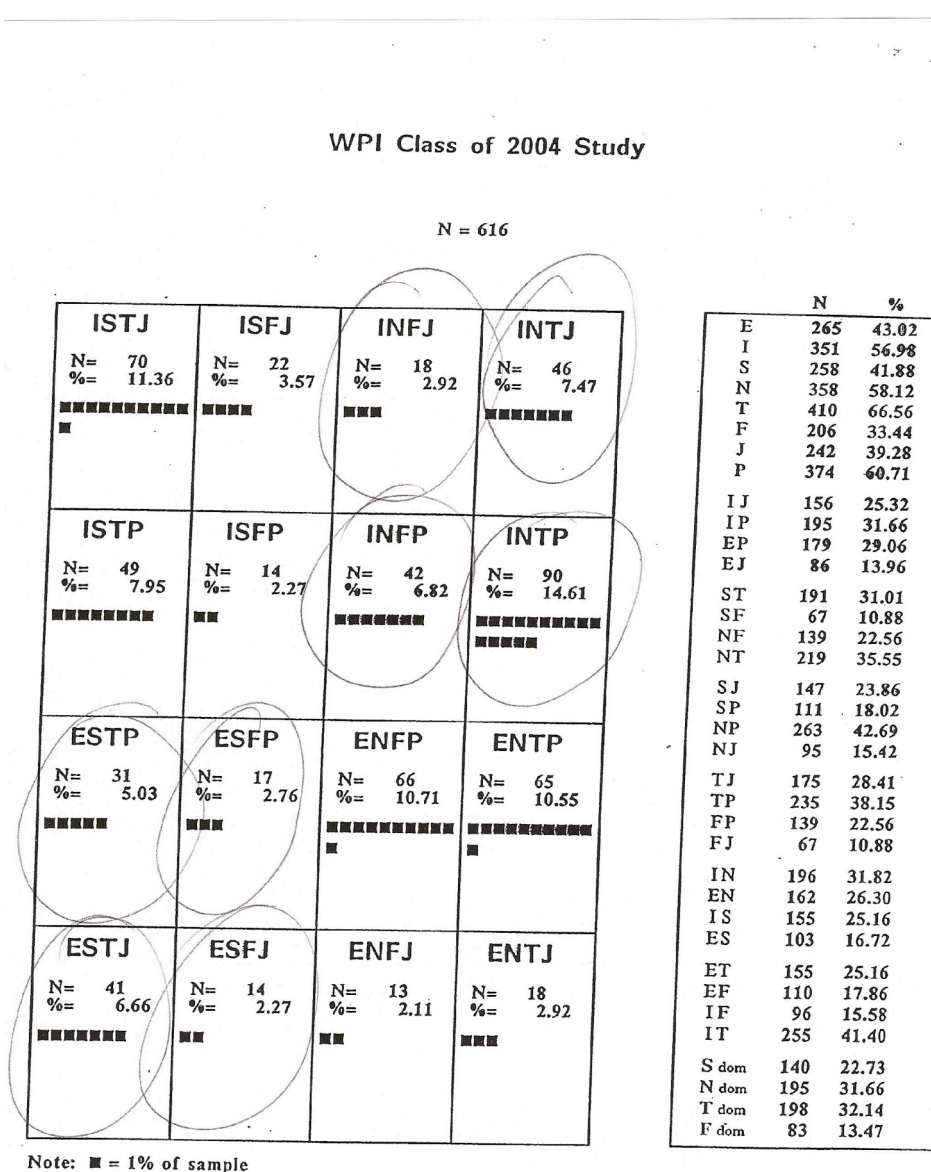 WPI Class of 2004 Study
N = 616
ISTJ ISFJ INFJ INTJ
N= 70 N= 22 N= 18 N= 46
%= 11.36 %= 3.57 %= 2.92 %= 7.47
ISTP ISFP INFP INTP
N= 49 N= 14 N= 42 N= 90
%= 7.95 %= 2.27 %= 6.82 %= 14.61
ESTP ESFP ENFP ENTP
N= 31 N= 17 N= 66 N= 65
%= 5.03 %= 2.76 %= 10.71 %= 10.55
ESTJ ESFJ ENFJ ENTJ
N= 41 N= 14 N= 13 N= 18
%= 6.66 %= 2.27 %= 2.11 %= 2.92
Note: ■ = 1% of sample
N %
E 265 43.02
I 351 56.98
S 258 41.88
N 358 58.12
T 410 66.56
F 206 33.44
J 242 39.28
P 374 60.71
IJ 156 25.32
IP 195 31.66
EP 179 29.06
EJ 86 13.96
ST 191 31.01
SF 67 10.88
NF 139 22.56
NT 219 35.55
SJ 147 23.86
SP 111 18.02
NP 263 42.69
NJ 95 15.42
TJ 175 28.41
TP 235 38.15
FP 139 22.56
FJ 67 10.88
IN 196 31.82
EN 162 26.30
IS 155 25.16
ES 103 16.72
ET 155 25.16
EF 110 17.86
IF 96 15.58
IT 255 41.40
S dom 140 22.73
N dom 195 31.66
T dom 198 32.14
F dom 83 13.47